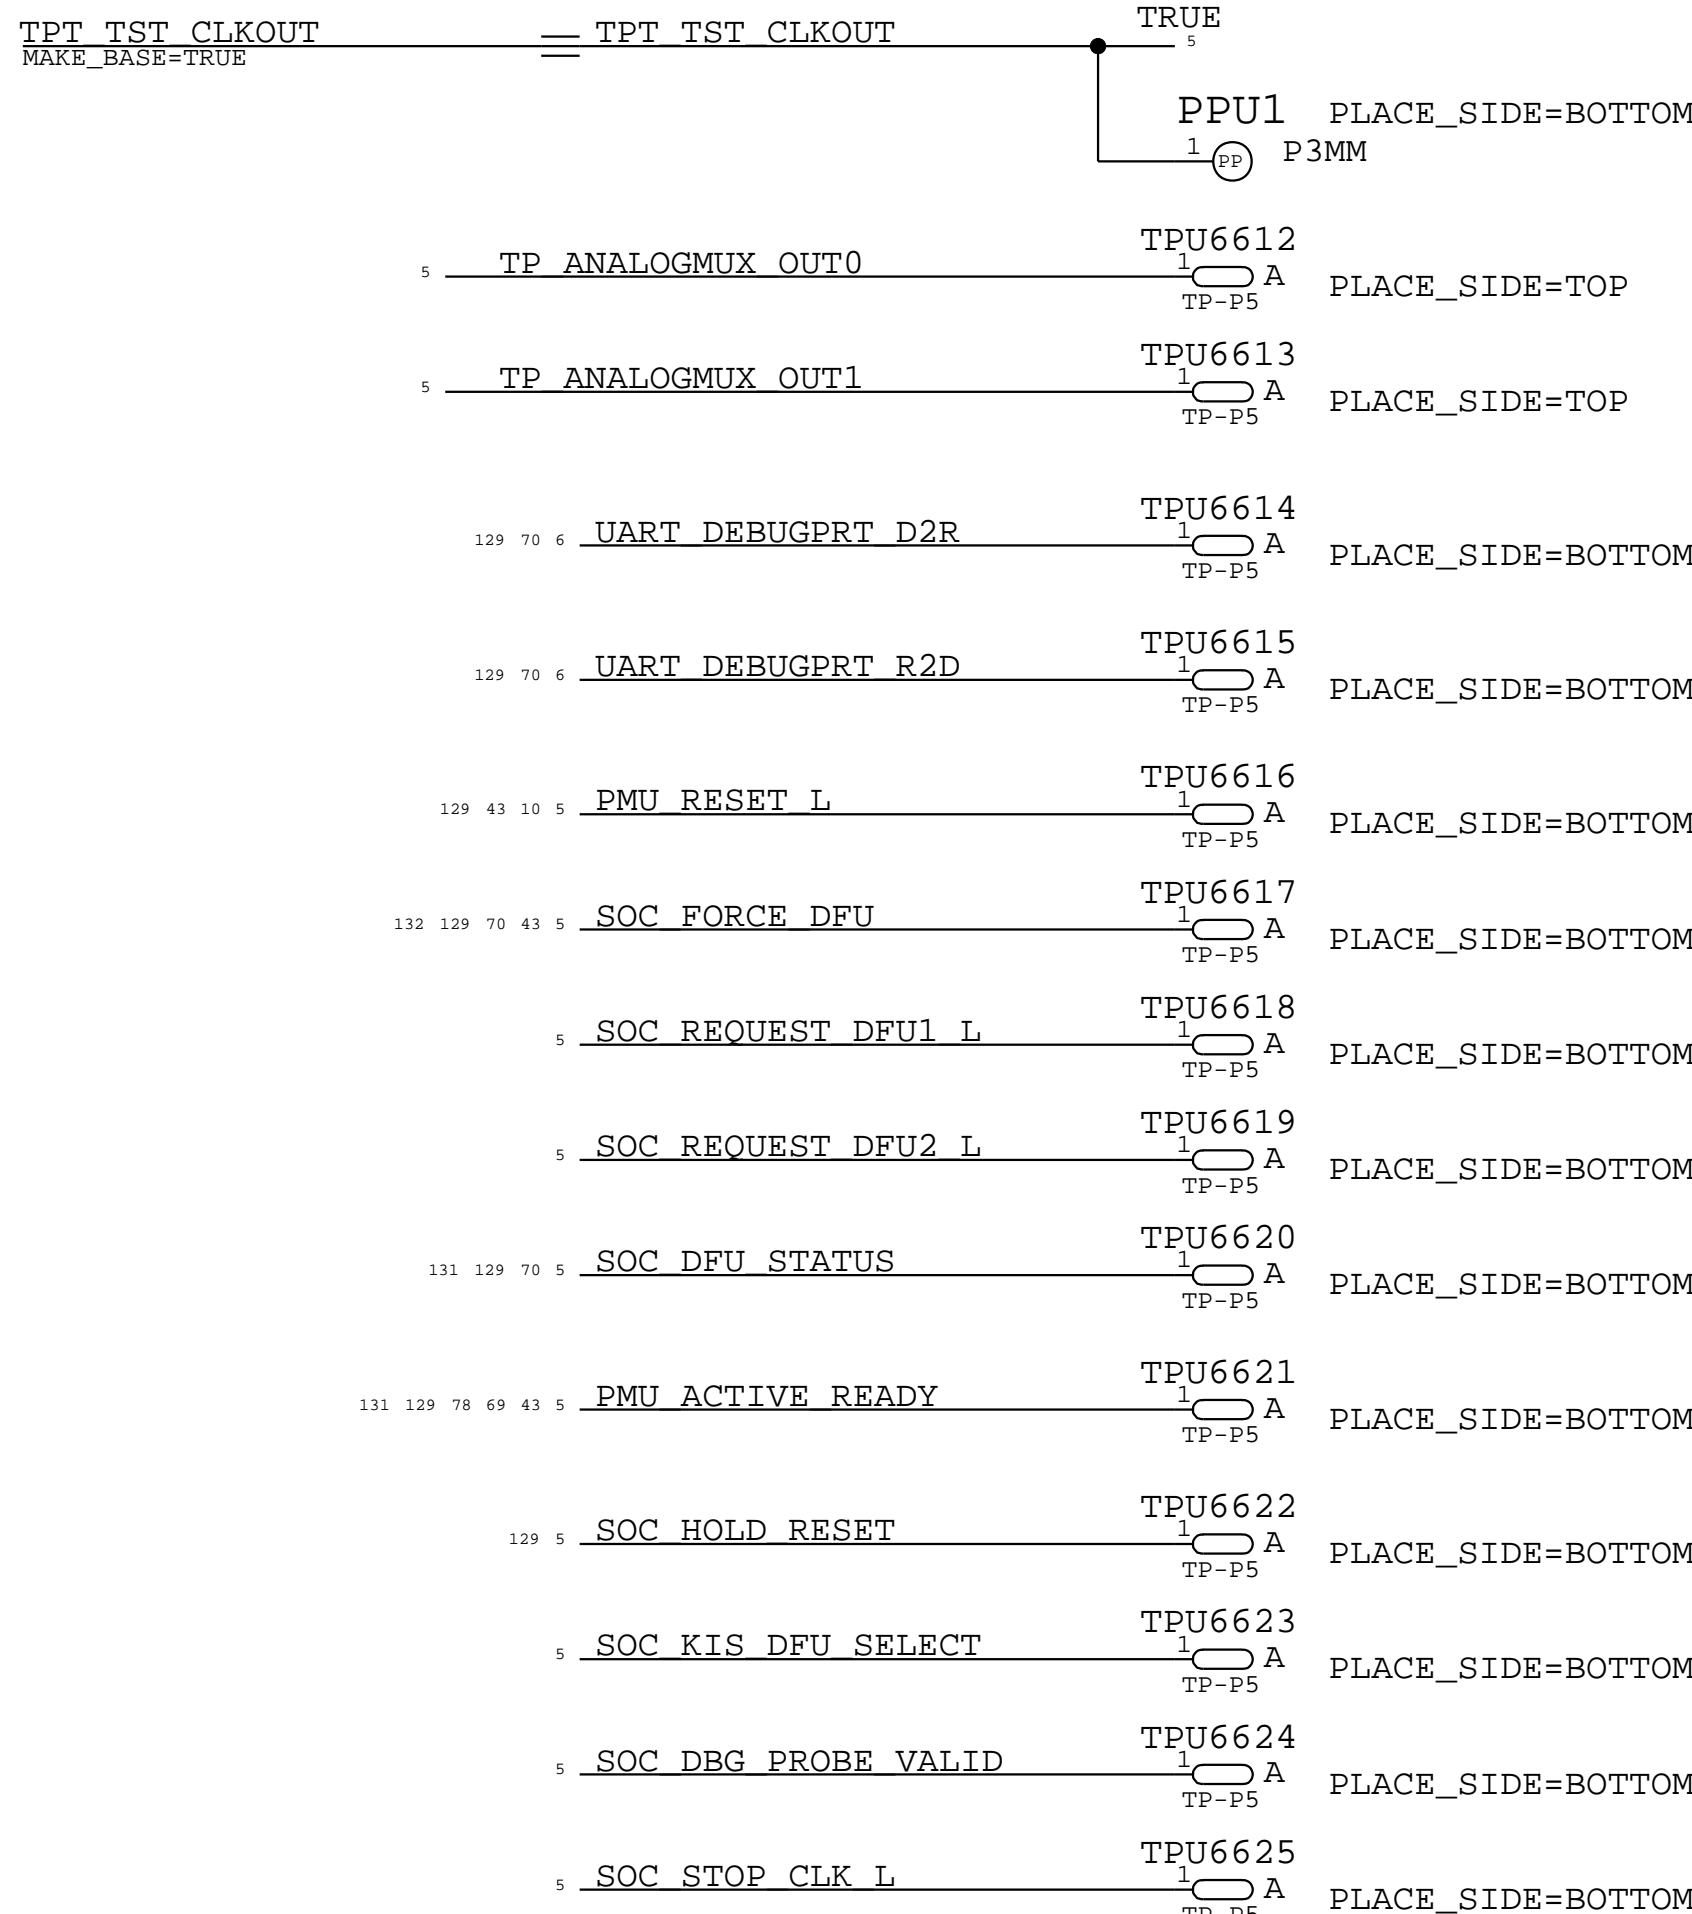 TRUE
TPT_TST_CLKOUT TPT_TST_CLKOUT 5
MAKE_BASE=TRUE
PPU1 PLACE_SIDE=BOTTOM
1 PP P3MM
TPU6612
5 TP_ANALOGMUX_OUT0 1 A PLACE_SIDE=TOP
TP-P5
TPU6613
5 TP_ANALOGMUX_OUT1 1 A PLACE_SIDE=TOP
TP-P5
TPU6614
129 70 6 UART_DEBUGPRT_D2R 1 A PLACE_SIDE=BOTTOM
TP-P5
TPU6615
129 70 6 UART_DEBUGPRT_R2D 1 A PLACE_SIDE=BOTTOM
TP-P5
TPU6616
129 43 10 5 PMU_RESET_L 1 A PLACE_SIDE=BOTTOM
TP-P5
TPU6617
132 129 70 43 5 SOC_FORCE_DFU 1 A PLACE_SIDE=BOTTOM
TP-P5
TPU6618
5 SOC_REQUEST_DFU1_L 1 A PLACE_SIDE=BOTTOM
TP-P5
TPU6619
5 SOC_REQUEST_DFU2_L 1 A PLACE_SIDE=BOTTOM
TP-P5
TPU6620
131 129 70 5 SOC_DFU_STATUS 1 A PLACE_SIDE=BOTTOM
TP-P5
TPU6621
131 129 78 69 43 5 PMU_ACTIVE_READY 1 A PLACE_SIDE=BOTTOM
TP-P5
TPU6622
129 5 SOC_HOLD_RESET 1 A PLACE_SIDE=BOTTOM
TP-P5
TPU6623
5 SOC_KIS_DFU_SELECT 1 A PLACE_SIDE=BOTTOM
TP-P5
TPU6624
5 SOC_DBG_PROBE_VALID 1 A PLACE_SIDE=BOTTOM
TP-P5
TPU6625
5 SOC_STOP_CLK_L 1 A PLACE_SIDE=BOTTOM
TP-P5